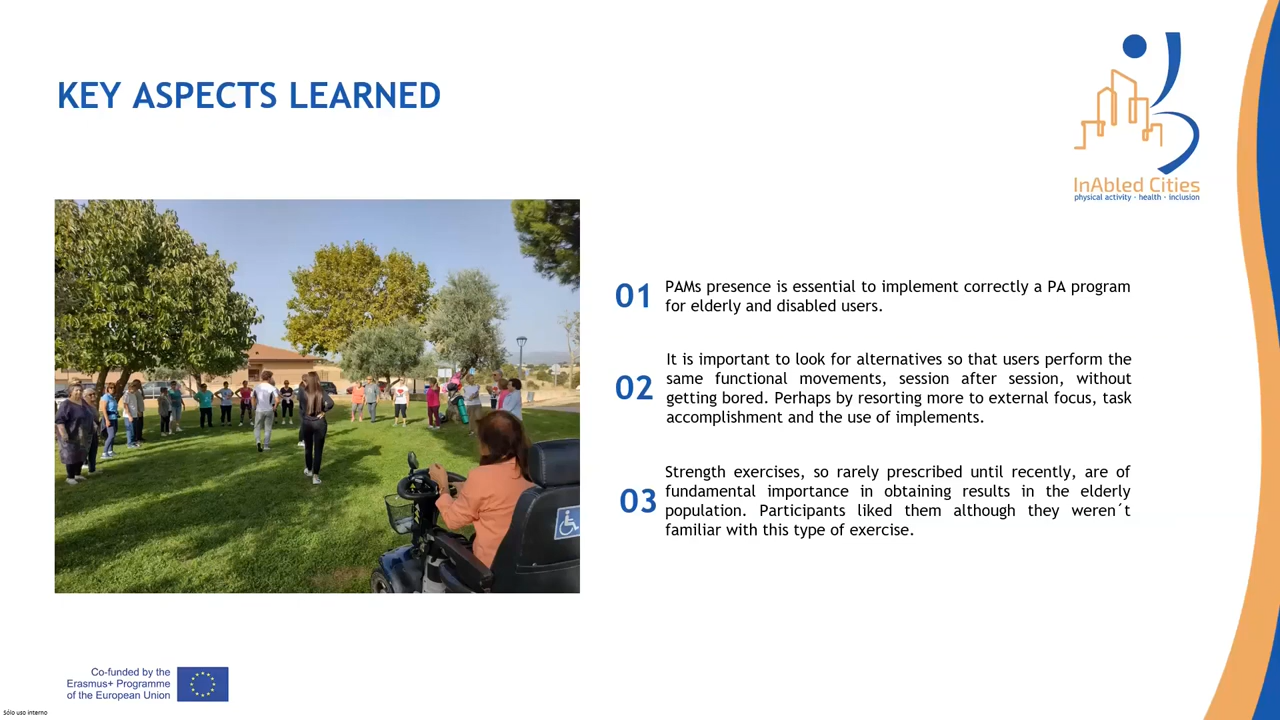 KEY ASPECTS LEARNED
InAbled Cities
physical activity - health - inclusion
01
PAMs presence is essential to implement correctly a PA program
for elderly and disabled users.
02
It is important to look for alternatives so that users perform the
same functional movements, session after session, without
getting bored. Perhaps by resorting more to external focus, task
accomplishment and the use of implements.
03
Strength exercises, so rarely prescribed until recently, are of
fundamental importance in obtaining results in the elderly
population. Participants liked them although they weren´t
familiar with this type of exercise.
Co-funded by the
Erasmus+ Programme
of the European Union
Sólo uso interno